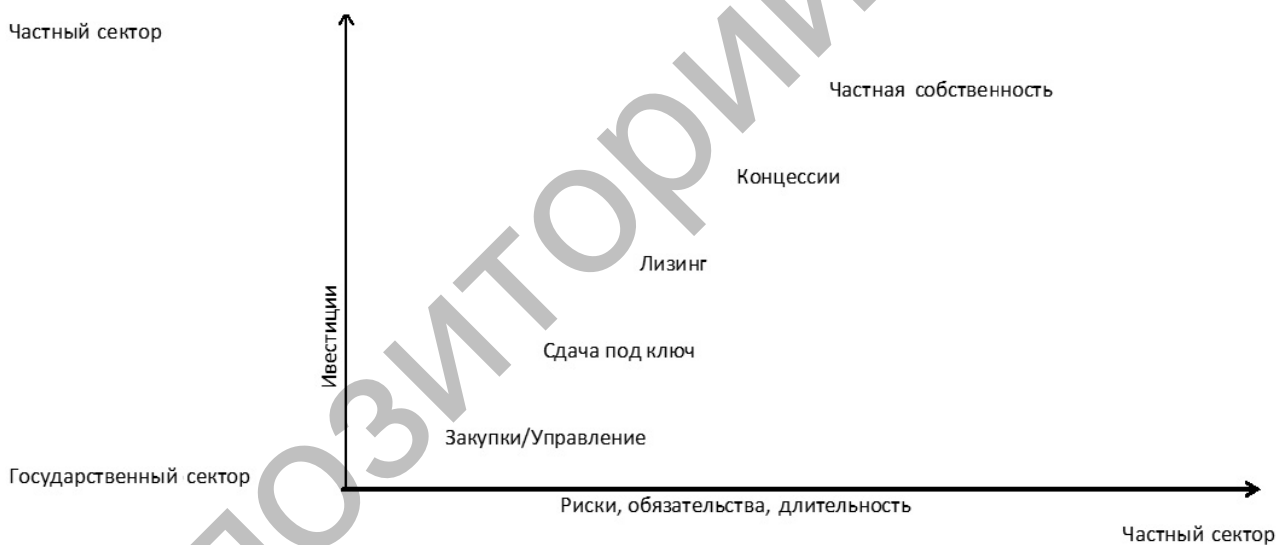 Частный сектор
Частная собственность
Концессии
Лизинг
Ивестиции
Сдача под ключ
Закупки/Управление
Государственный сектор
Риски, обязательства, длительность
Частный сектор
позитории